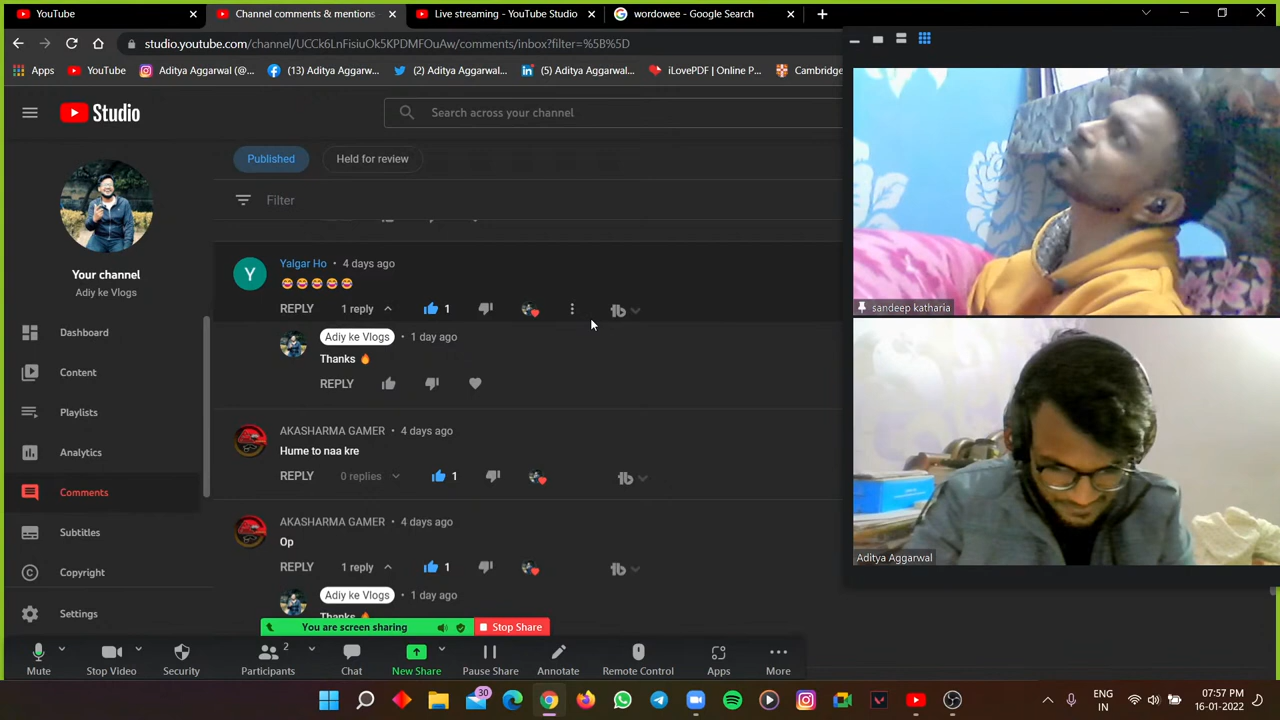 YouTube
Channel comments & mentions
Live streaming - YouTube Studio
wordowee - Google Search
studio.youtube.com/channel/UCCk6LnFisiuOk5KPDMFOuAw/comments/inbox?filter=%5B%5D
Apps
YouTube
Aditya Aggarwal (@...
(13) Aditya Aggarw...
(2) Aditya Aggarwal...
(5) Aditya Aggarwa...
iLovePDF | Online P...
Cambridge
Studio
Search across your channel
Published
Held for review
Filter
Your channel
Adiy ke Vlogs
Dashboard
Content
Playlists
Analytics
Comments
Subtitles
Copyright
Settings
Y
Yalgar Ho • 4 days ago
🥰🥰🥰🥰🥰
REPLY 1 reply 1
Adiy ke Vlogs • 1 day ago
Thanks 🔥
REPLY
AKASHARMA GAMER • 4 days ago
Hume to naa kre
REPLY 0 replies 1
AKASHARMA GAMER • 4 days ago
Op
REPLY 1 reply 1
Adiy ke Vlogs • 1 day ago
Thanks 🔥
sandeep katharia
Aditya Aggarwal
You are screen sharing
Stop Share
Mute
Stop Video
Security
2
Participants
Chat
New Share
Pause Share
Annotate
Remote Control
Apps
More
30
ENG
IN
07:57 PM
16-01-2022